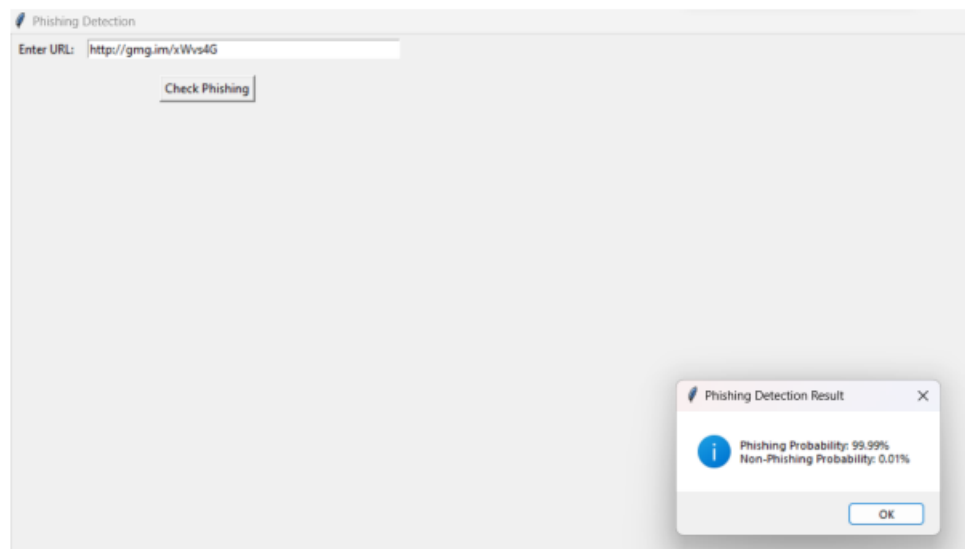 Phishing Detection
Enter URL: http://gmg.im/xWvs4G
Check Phishing
Phishing Detection Result
Phishing Probability: 99.99%
Non-Phishing Probability: 0.01%
OK